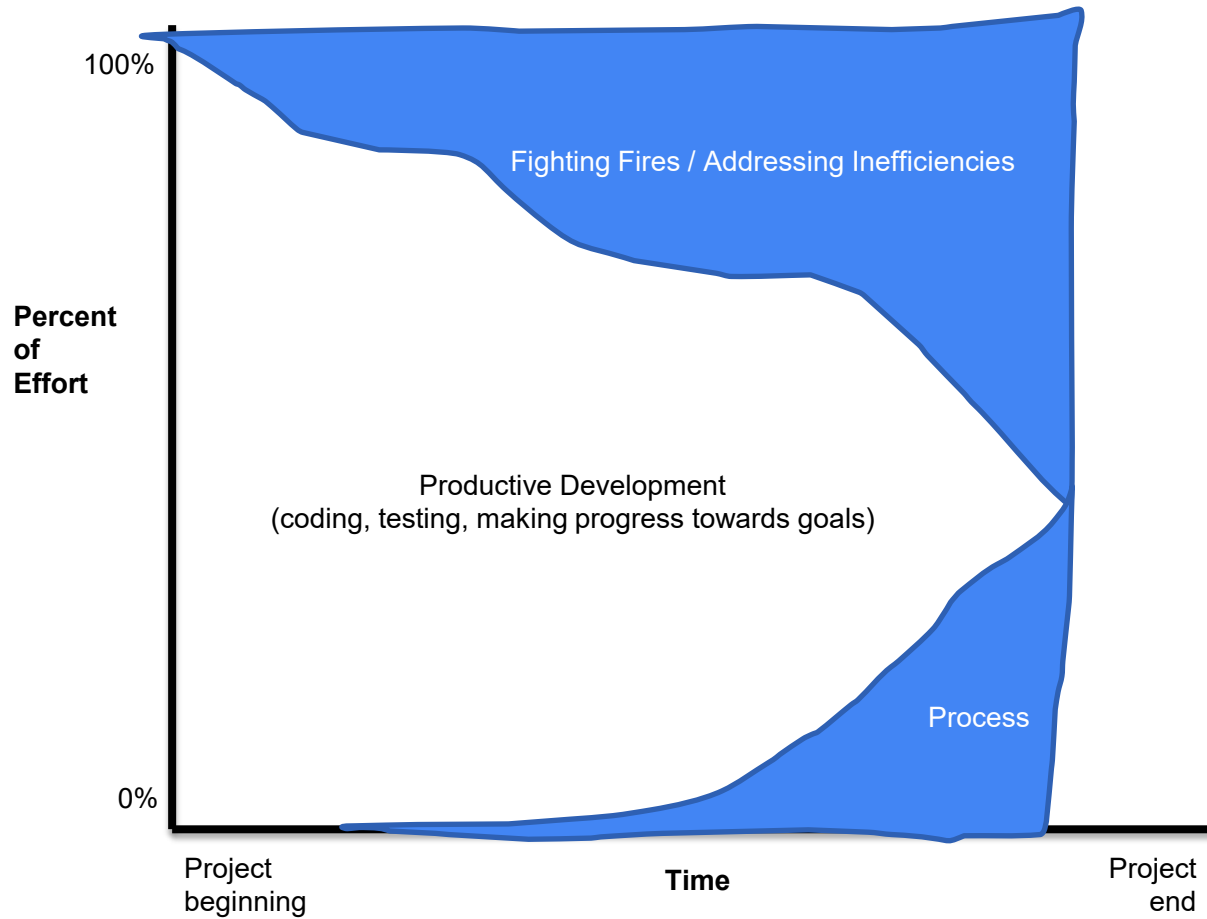 100%
Fighting Fires / Addressing Inefficiencies
Percent
of
Effort
Productive Development
(coding, testing, making progress towards goals)
Process
0%
Project
beginning
Time
Project
end